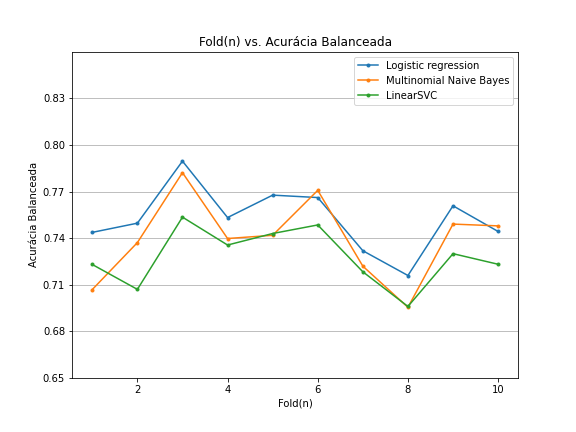 Fold(n) vs. Acurácia Balanceada
Logistic regression
Multinomial Naive Bayes
LinearSVC
Acurácia Balanceada
0.83
0.80
0.77
0.74
0.71
0.68
0.65
2 4 6 8 10
Fold(n)